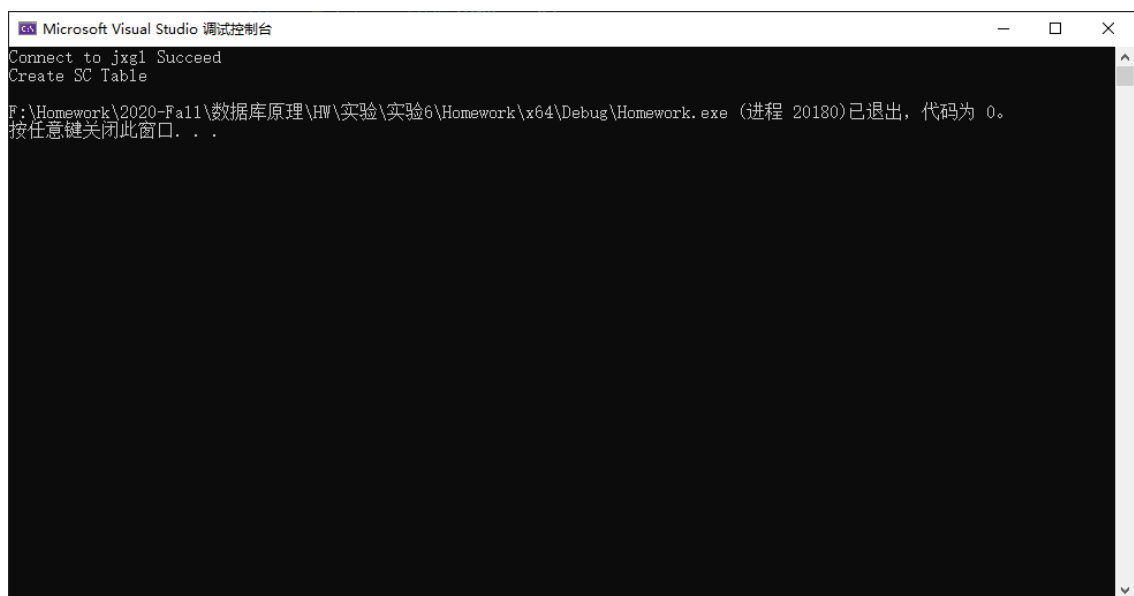 Microsoft Visual Studio 调试控制台
Connect to jxgl Succeed
Create SC Table
F:\Homework\2020-Fall\数据库原理\HW\实验\实验6\Homework\x64\Debug\Homework.exe (进程 20180)已退出，代码为 0。
按任意键关闭此窗口. . .